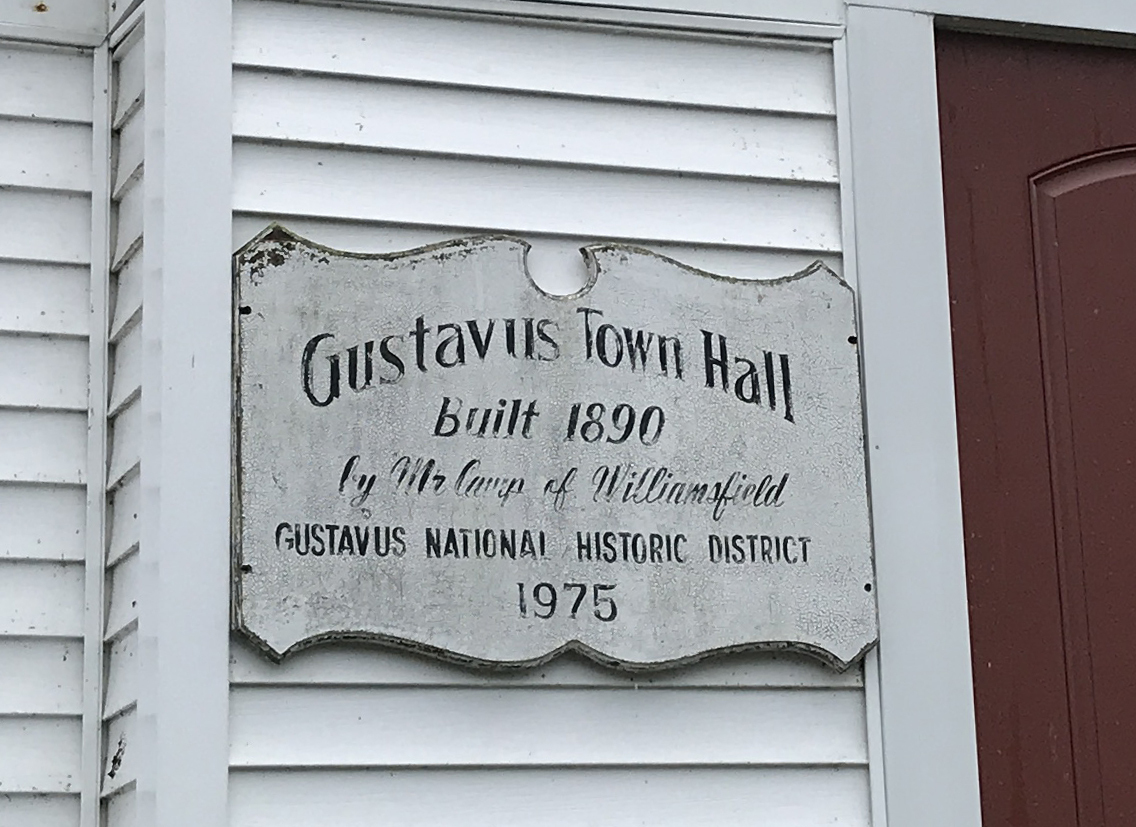 Gustavus Town Hall
Built 1890
by Mr Camp of Williamsfield
GUSTAVUS NATIONAL HISTORIC DISTRICT
1975